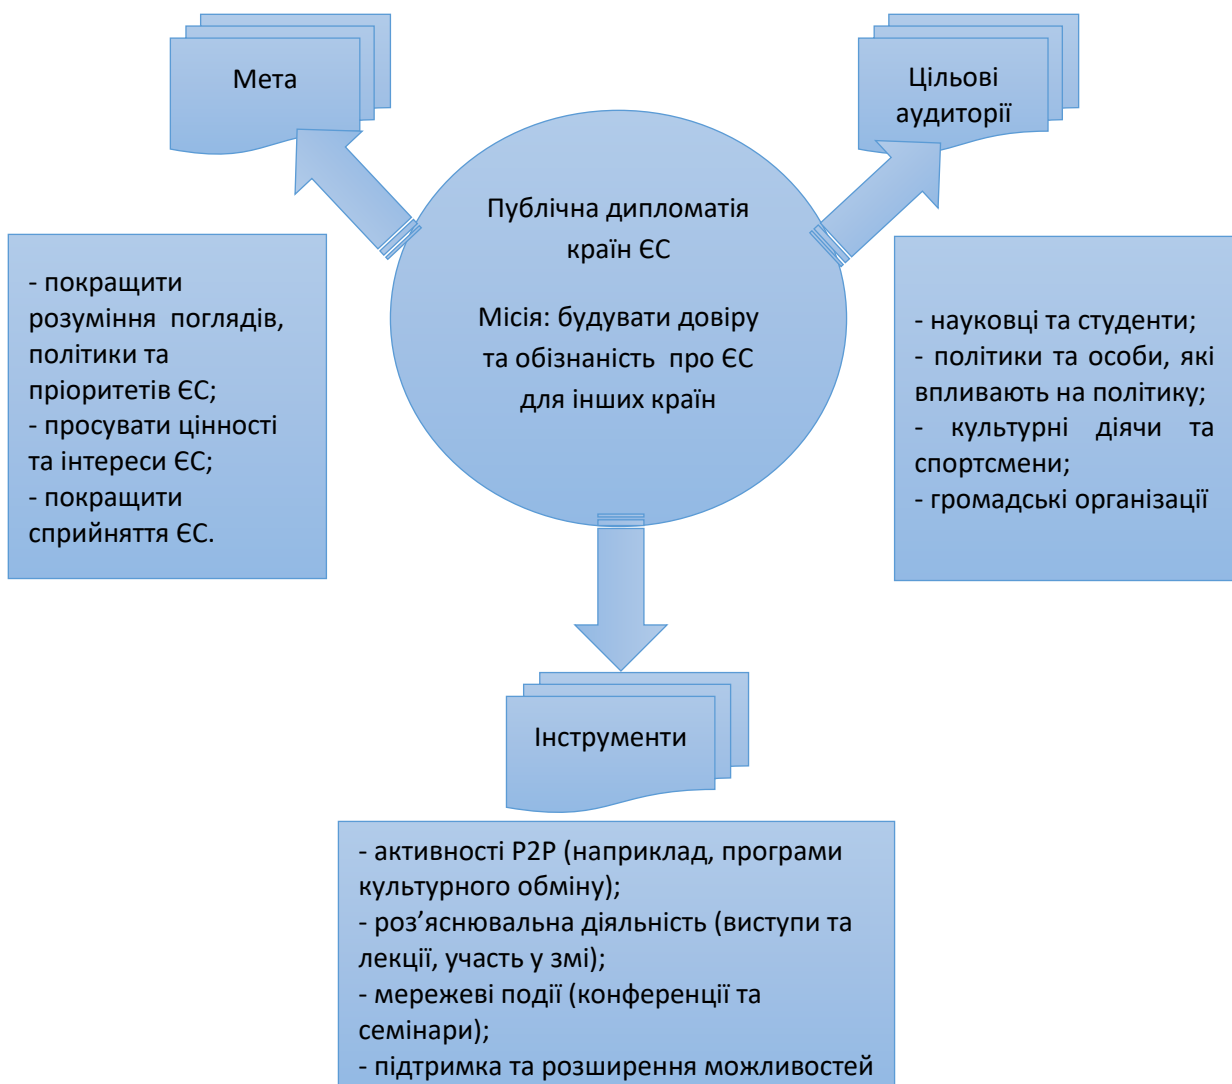 Мета
Цільові
аудиторії
Публічна дипломатія
країн ЄС
Місія: будувати довіру
та обізнаність про ЄС
для інших країн
- покращити
розуміння поглядів,
політики та
пріоритетів ЄС;
- просувати цінності
та інтереси ЄС;
- покращити
сприйняття ЄС.
- науковці та студенти;
- політики та особи, які
впливають на політику;
- культурні діячи та
спортсмени;
- громадські організації
Інструменти
- активності P2P (наприклад, програми
культурного обміну);
- роз’яснювальна діяльність (виступи та
лекції, участь у змі);
- мережеві події (конференції та
семінари);
- підтримка та розширення можливостей